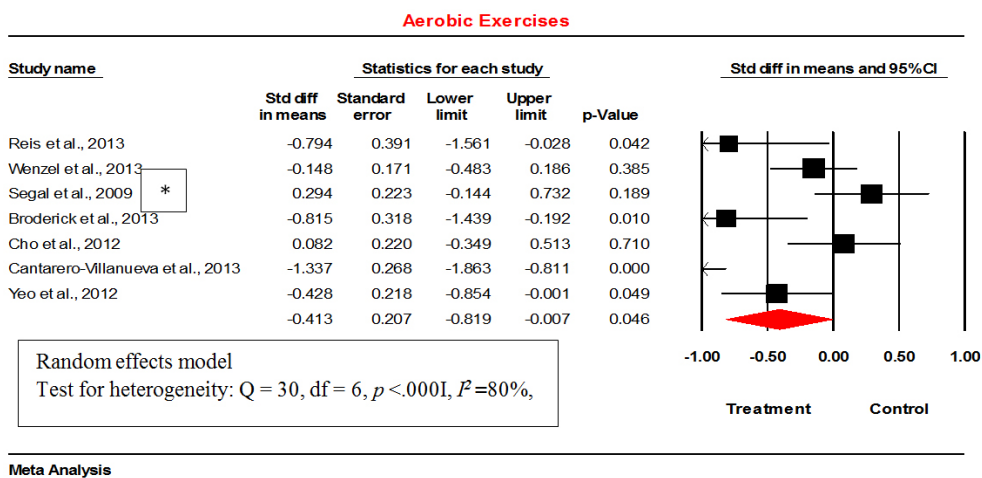 Aerobic Exercises
Study name Statistics for each study Std diff in means and 95%CI
Std diff Standard Lower Upper
in means error limit limit p-Value
Reis et al., 2013 -0.794 0.391 -1.561 -0.028 0.042
Wenzel et al., 2013 -0.148 0.171 -0.483 0.186 0.385
Segal et al., 2009 * 0.294 0.223 -0.144 0.732 0.189
Broderick et al., 2013 -0.815 0.318 -1.439 -0.192 0.010
Cho et al., 2012 0.082 0.220 -0.349 0.513 0.710
Cantarero-Villanueva et al., 2013 -1.337 0.268 -1.863 -0.811 0.000
Yeo et al., 2012 -0.428 0.218 -0.854 -0.001 0.049
-0.413 0.207 -0.819 -0.007 0.046
-1.00 -0.50 0.00 0.50 1.00
Random effects model
Test for heterogeneity: Q = 30, df = 6, p <.000I, I² =80%,
Treatment Control
Meta Analysis